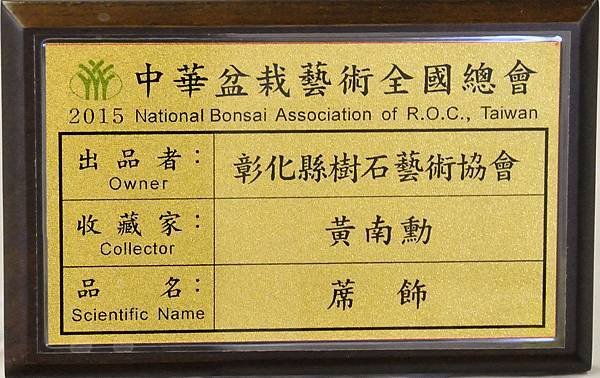 中華盆栽藝術全國總會
2015 National Bonsai Association of R.O.C., Taiwan
出品者：
Owner
彰化縣樹石藝術協會
收藏家：
Collector
黃南勳
品名：
Scientific Name
蓆飾